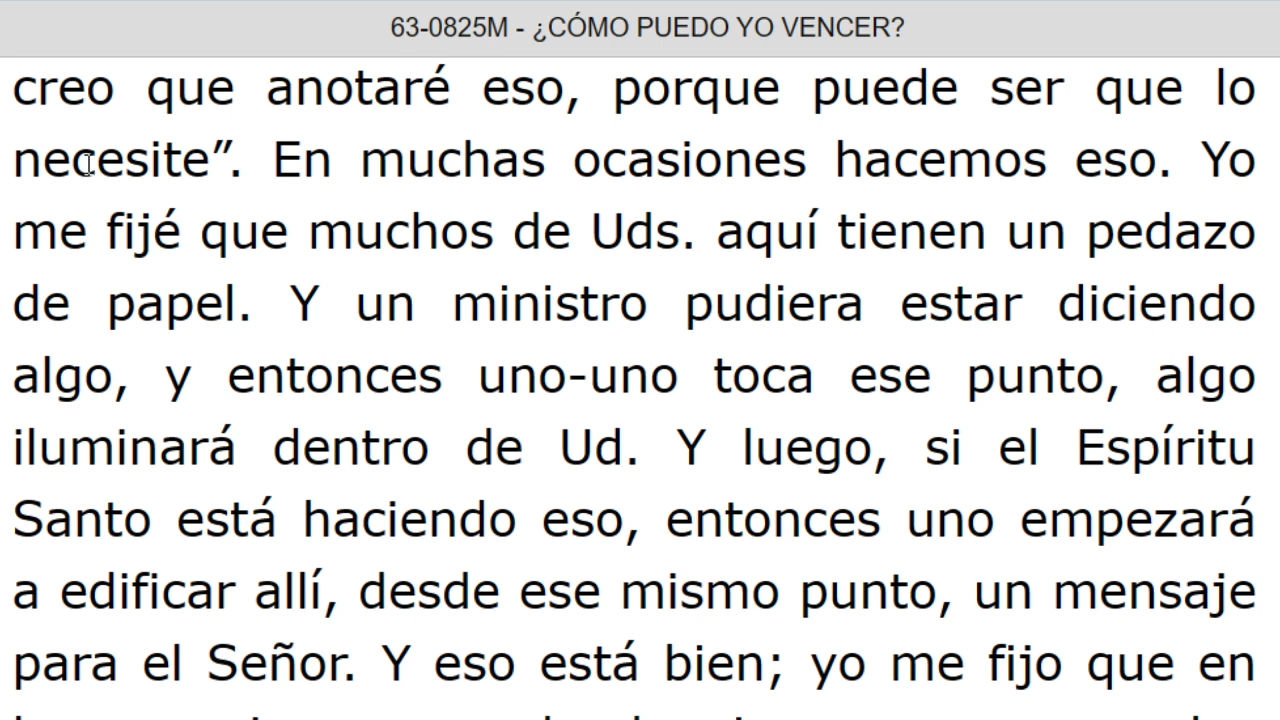 63-0825M - ¿CÓMO PUEDO YO VENCER?
creo que anotaré eso, porque puede ser que lo
necesite”. En muchas ocasiones hacemos eso. Yo
me fijé que muchos de Uds. aquí tienen un pedazo
de papel. Y un ministro pudiera estar diciendo
algo, y entonces uno-uno toca ese punto, algo
iluminará dentro de Ud. Y luego, si el Espíritu
Santo está haciendo eso, entonces uno empezará
a edificar allí, desde ese mismo punto, un mensaje
para el Señor. Y eso está bien; yo me fijo que en